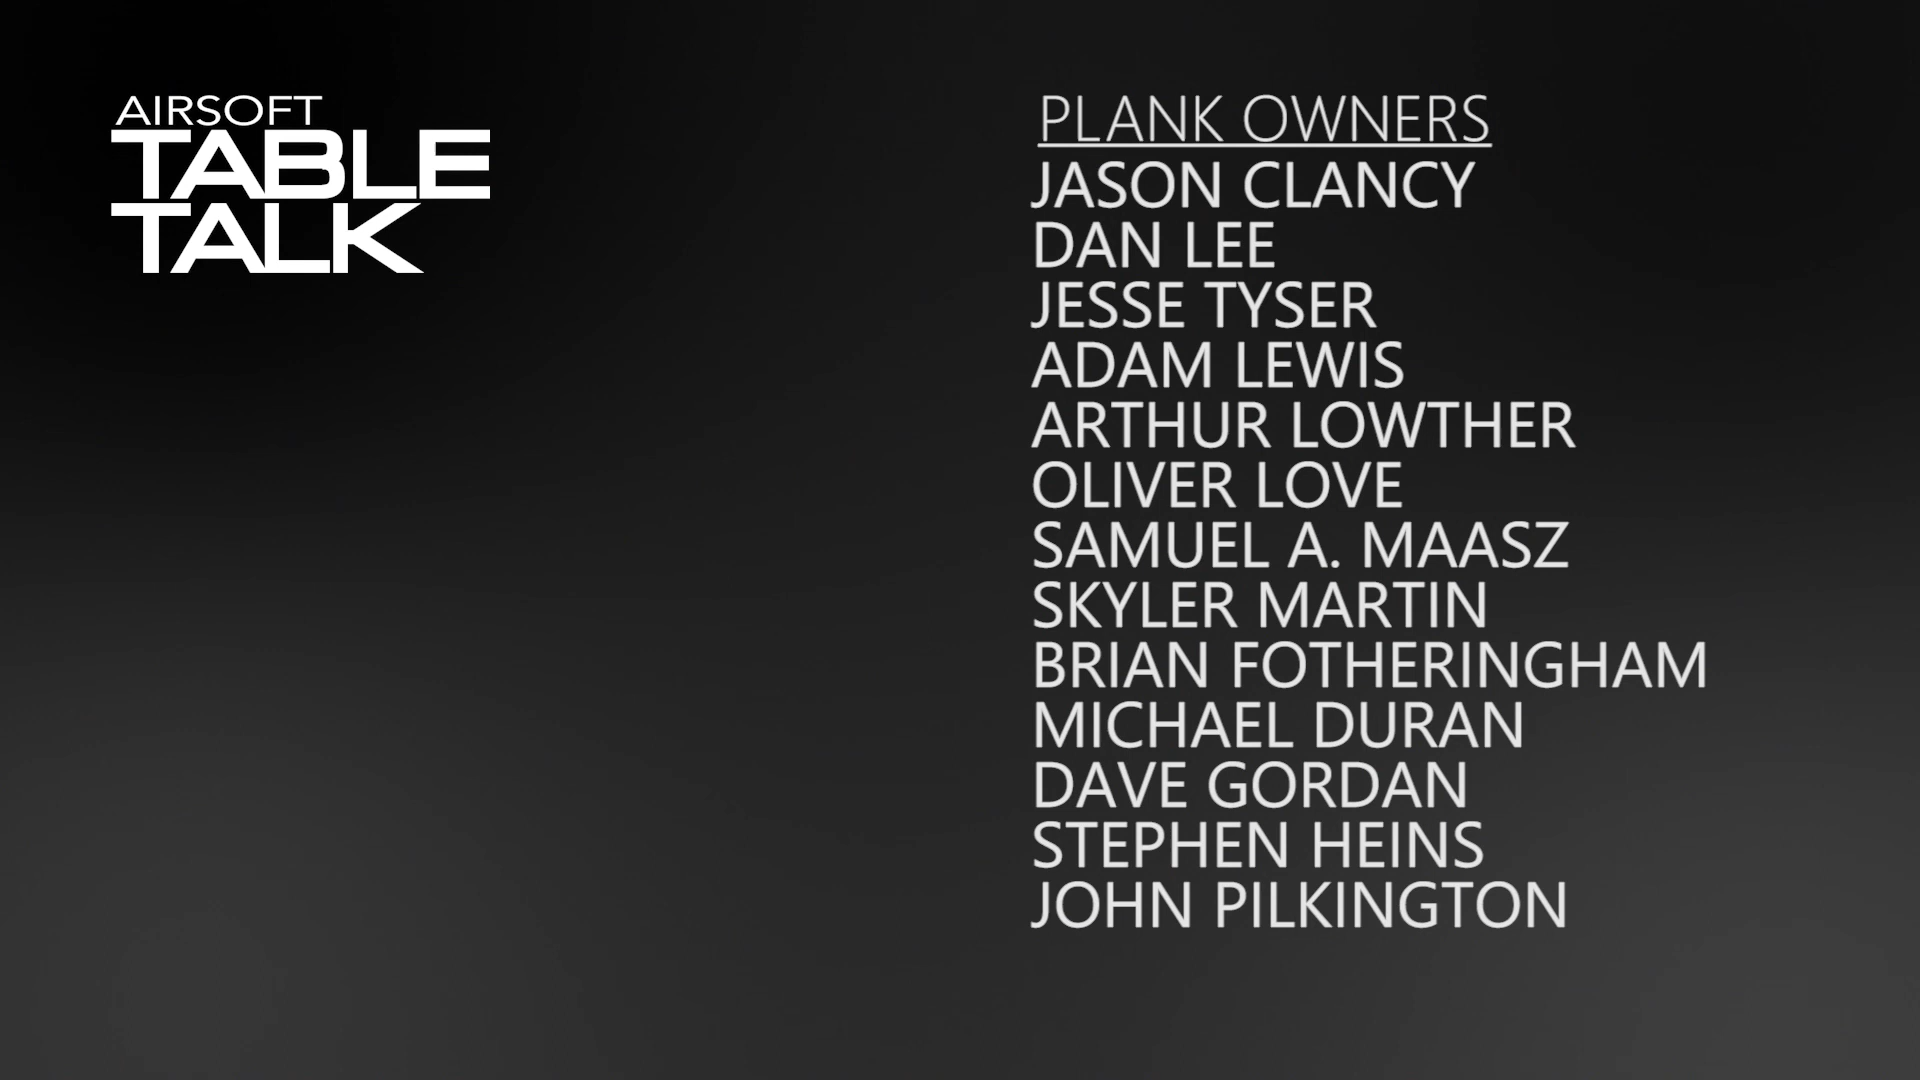 AIRSOFT
TABLE
TALK
PLANK OWNERS
JASON CLANCY
DAN LEE
JESSE TYSER
ADAM LEWIS
ARTHUR LOWTHER
OLIVER LOVE
SAMUEL A. MAASZ
SKYLER MARTIN
BRIAN FOTHERINGHAM
MICHAEL DURAN
DAVE GORDAN
STEPHEN HEINS
JOHN PILKINGTON